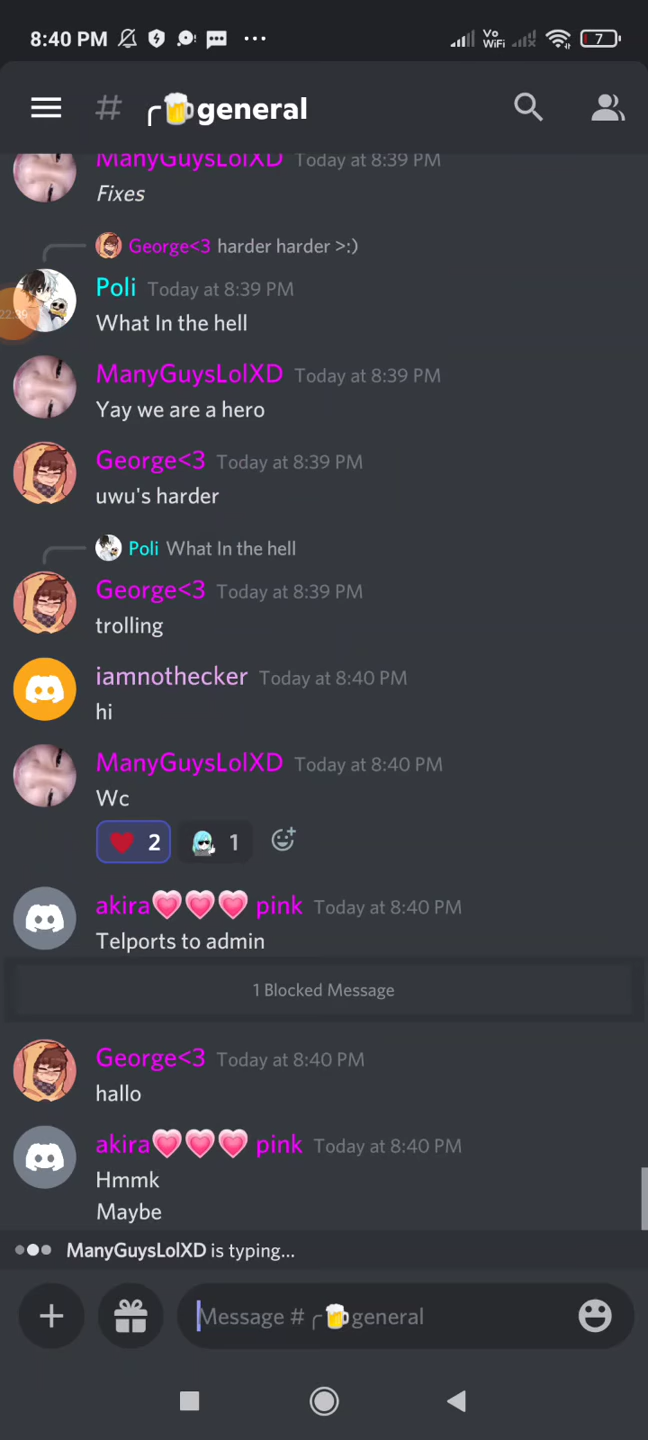 8:40 PM
Vo
WiFi
7
# ╭🍺general
ManyGuysLolXD Today at 8:39 PM
Fixes
George<3 harder harder >:)
Poli Today at 8:39 PM
22:39
What In the hell
ManyGuysLolXD Today at 8:39 PM
Yay we are a hero
George<3 Today at 8:39 PM
uwu's harder
Poli What In the hell
George<3 Today at 8:39 PM
trolling
iamnothecker Today at 8:40 PM
hi
ManyGuysLolXD Today at 8:40 PM
Wc
❤️ 2 1
akira💗💗💗 pink Today at 8:40 PM
Telports to admin
1 Blocked Message
George<3 Today at 8:40 PM
hallo
akira💗💗💗 pink Today at 8:40 PM
Hmmk
Maybe
ManyGuysLolXD is typing...
Message # ╭🍺general